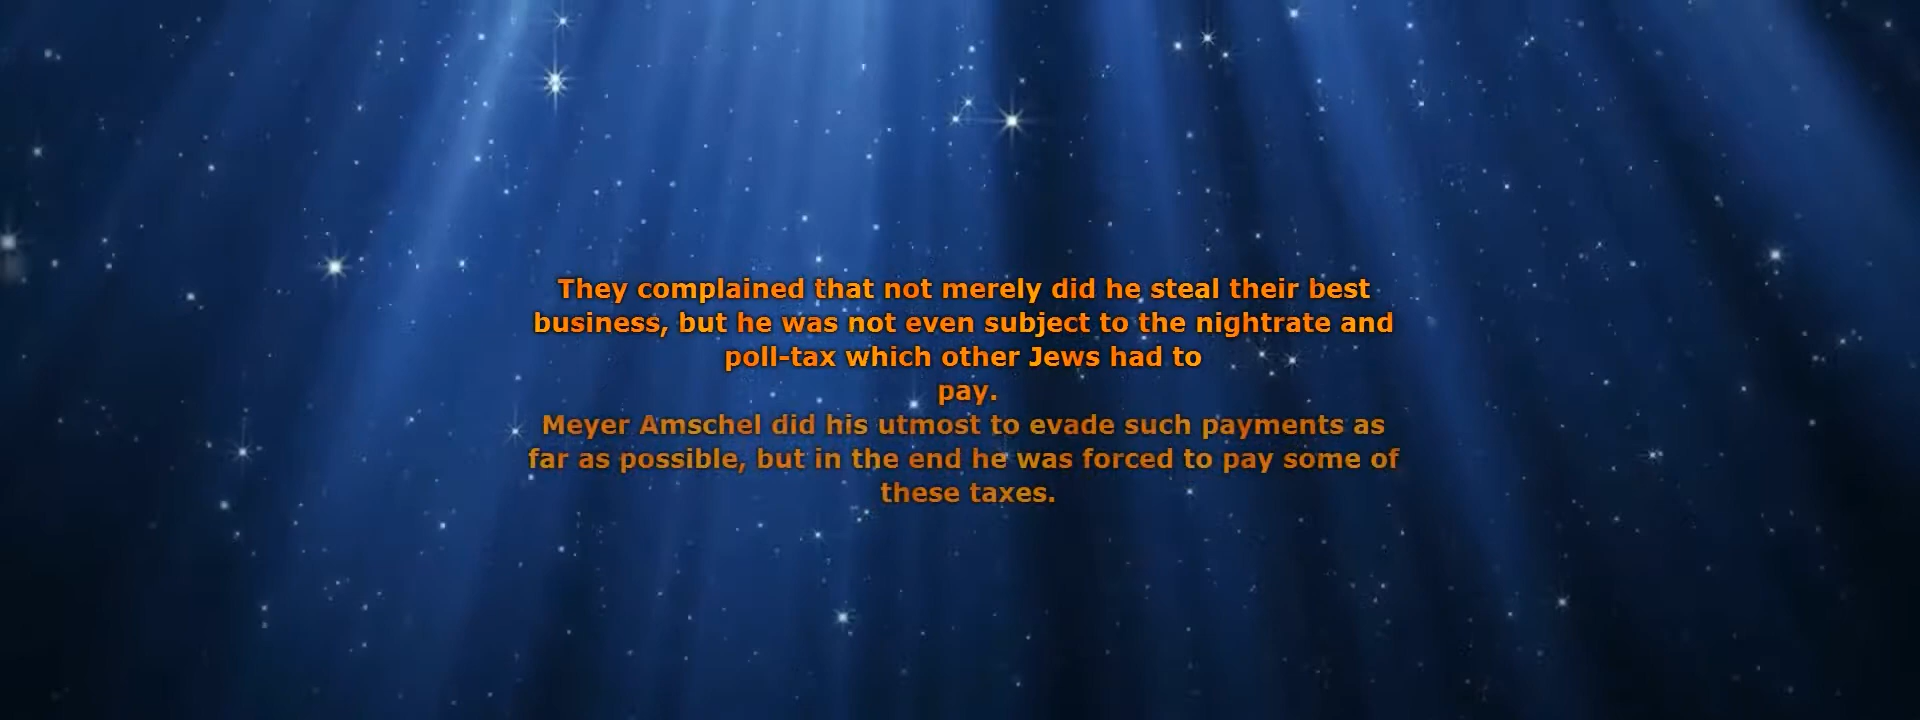 They complained that not merely did he steal their best
business, but he was not even subject to the nightrate and
poll-tax which other Jews had to
pay.
Meyer Amschel did his utmost to evade such payments as
far as possible, but in the end he was forced to pay some of
these taxes.